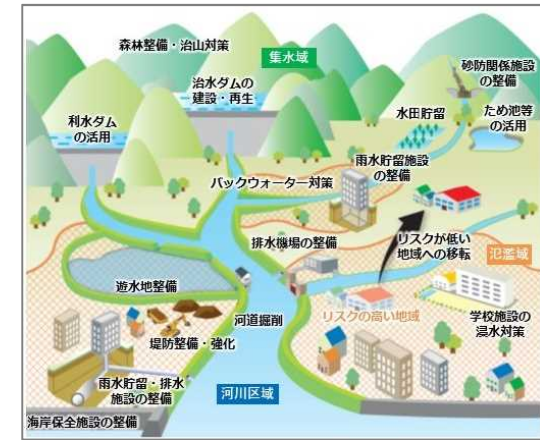 森林整備・治山対策
集水域
砂防関係施設
の整備
治水ダムの
建設・再生
利水ダム
の活用
水田貯留
ため池等
の活用
雨水貯留施設
の整備
バックウォーター対策
排水機場の整備
リスクが低い
地域への移転
氾濫域
遊水地整備
リスクの高い地域
学校施設の
浸水対策
河道掘削
堤防整備・強化
雨水貯留・排水
施設の整備
河川区域
海岸保全施設の整備